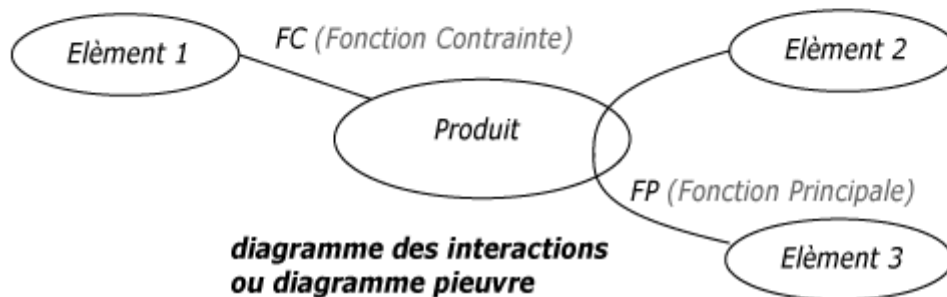 Elèment 1
FC (Fonction Contrainte)
Elèment 2
Produit
FP (Fonction Principale)
Elèment 3
diagramme des interactions
ou diagramme pieuvre